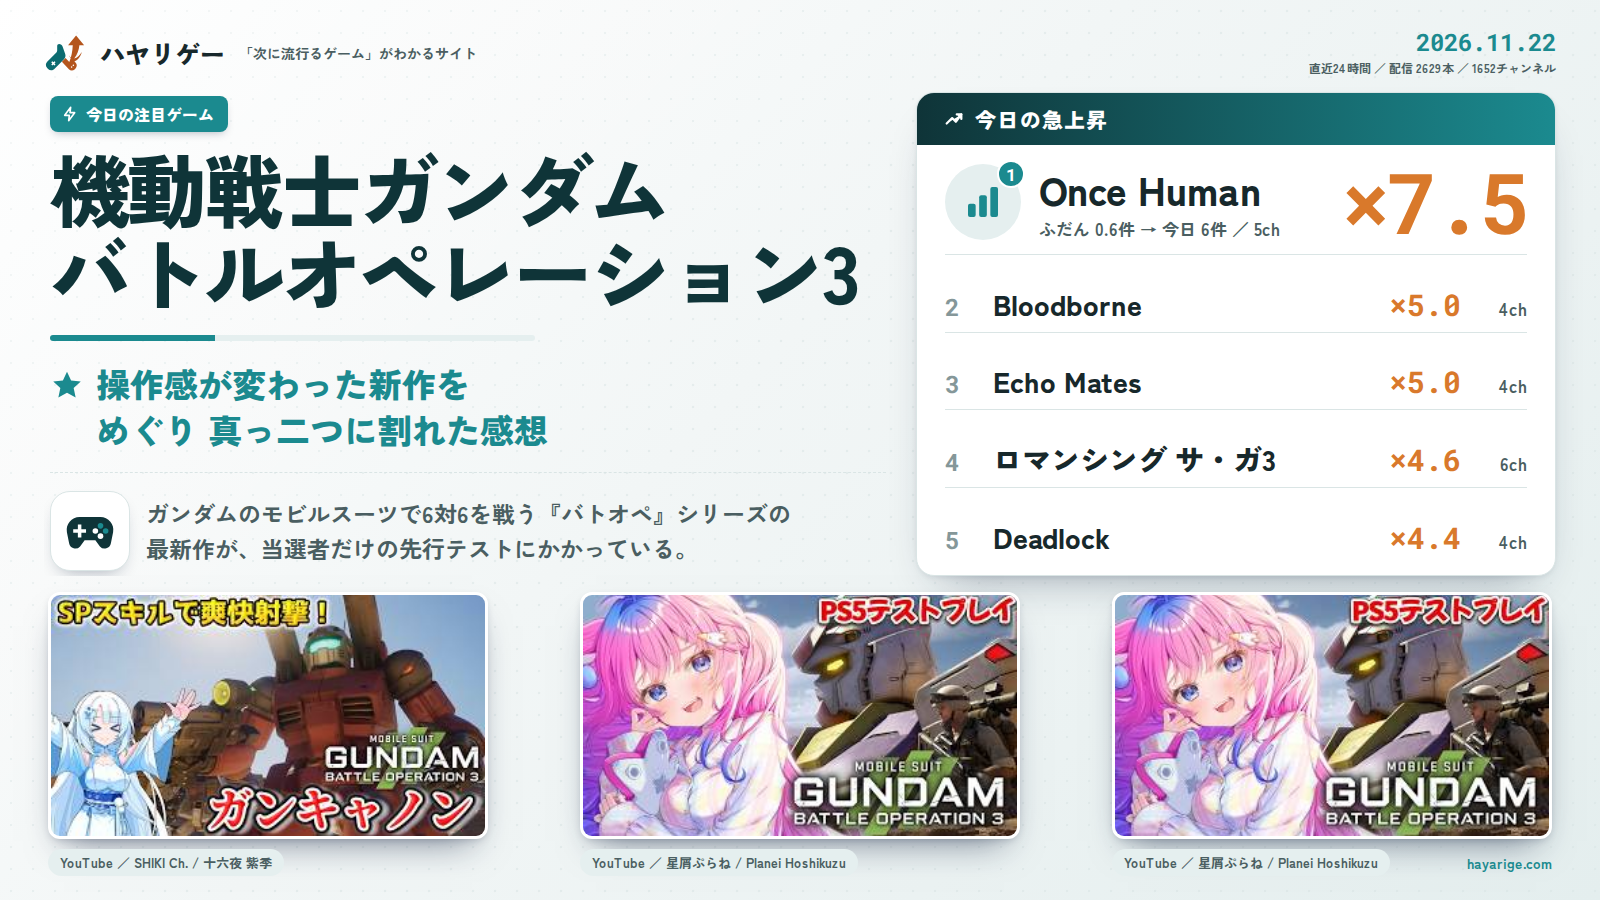 ハヤリゲー
「次に流行るゲーム」がわかるサイト
2026.11.22
直近24時間 ／ 配信 2629本 ／ 1652チャンネル
今日の注目ゲーム
機動戦士ガンダム
バトルオペレーション3
操作感が変わった新作を
めぐり 真っ二つに割れた感想
ガンダムのモビルスーツで6対6を戦う『バトオペ』シリーズの
最新作が、当選者だけの先行テストにかかっている。
今日の急上昇
1
Once Human
ふだん 0.6件 → 今日 6件 ／ 5ch
×7.5
2 Bloodborne ×5.0 4ch
3 Echo Mates ×5.0 4ch
4 ロマンシング サ・ガ3 ×4.6 6ch
5 Deadlock ×4.4 4ch
SPスキルで爽快射撃！
MOBILE SUIT
GUNDAM
BATTLE OPERATION 3
ガンキャノン
YouTube ／ SHIKI Ch. / 十六夜 紫季
PS5テストプレイ
MOBILE SUIT
GUNDAM
BATTLE OPERATION 3
YouTube ／ 星屑ぷらね / Planei Hoshikuzu
PS5テストプレイ
MOBILE SUIT
GUNDAM
BATTLE OPERATION 3
YouTube ／ 星屑ぷらね / Planei Hoshikuzu
hayarige.com